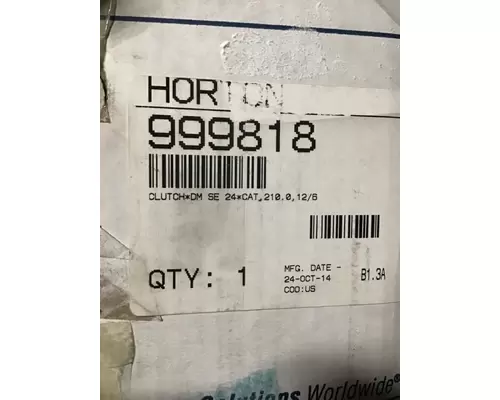 HORTON
999818
CLUTCH*DM SE 24*CAT,210.0,12/6
QTY: 1
MFG. DATE -
24-OCT-14
COO:US
B1.3A
Solutions Worldwide®